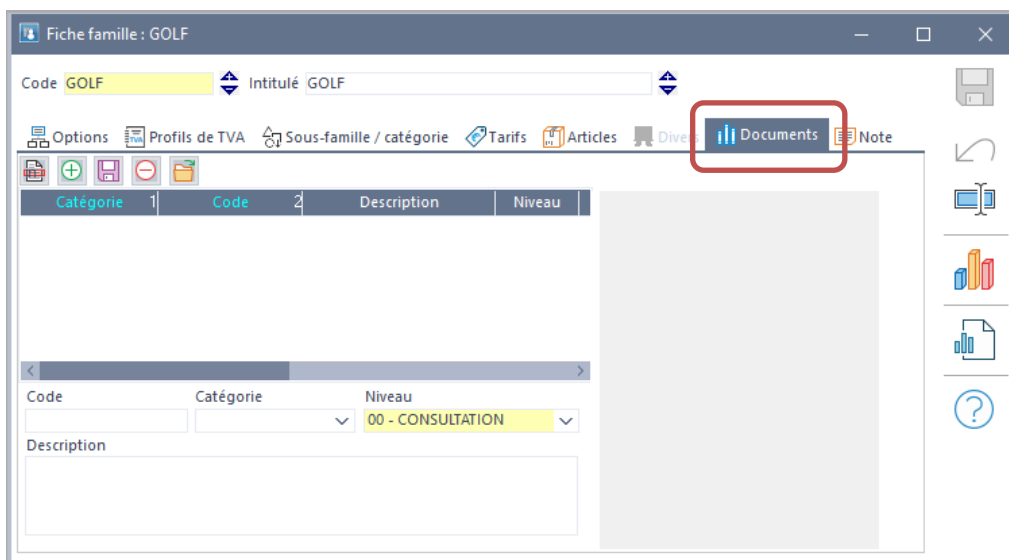 Fiche famille : GOLF
Code GOLF Intitulé GOLF
Options TVA Profils de TVA Sous-famille / catégorie Tarifs Articles Divers Documents Note
Catégorie 1 Code 2 Description Niveau
Code Catégorie Niveau
00 - CONSULTATION
Description